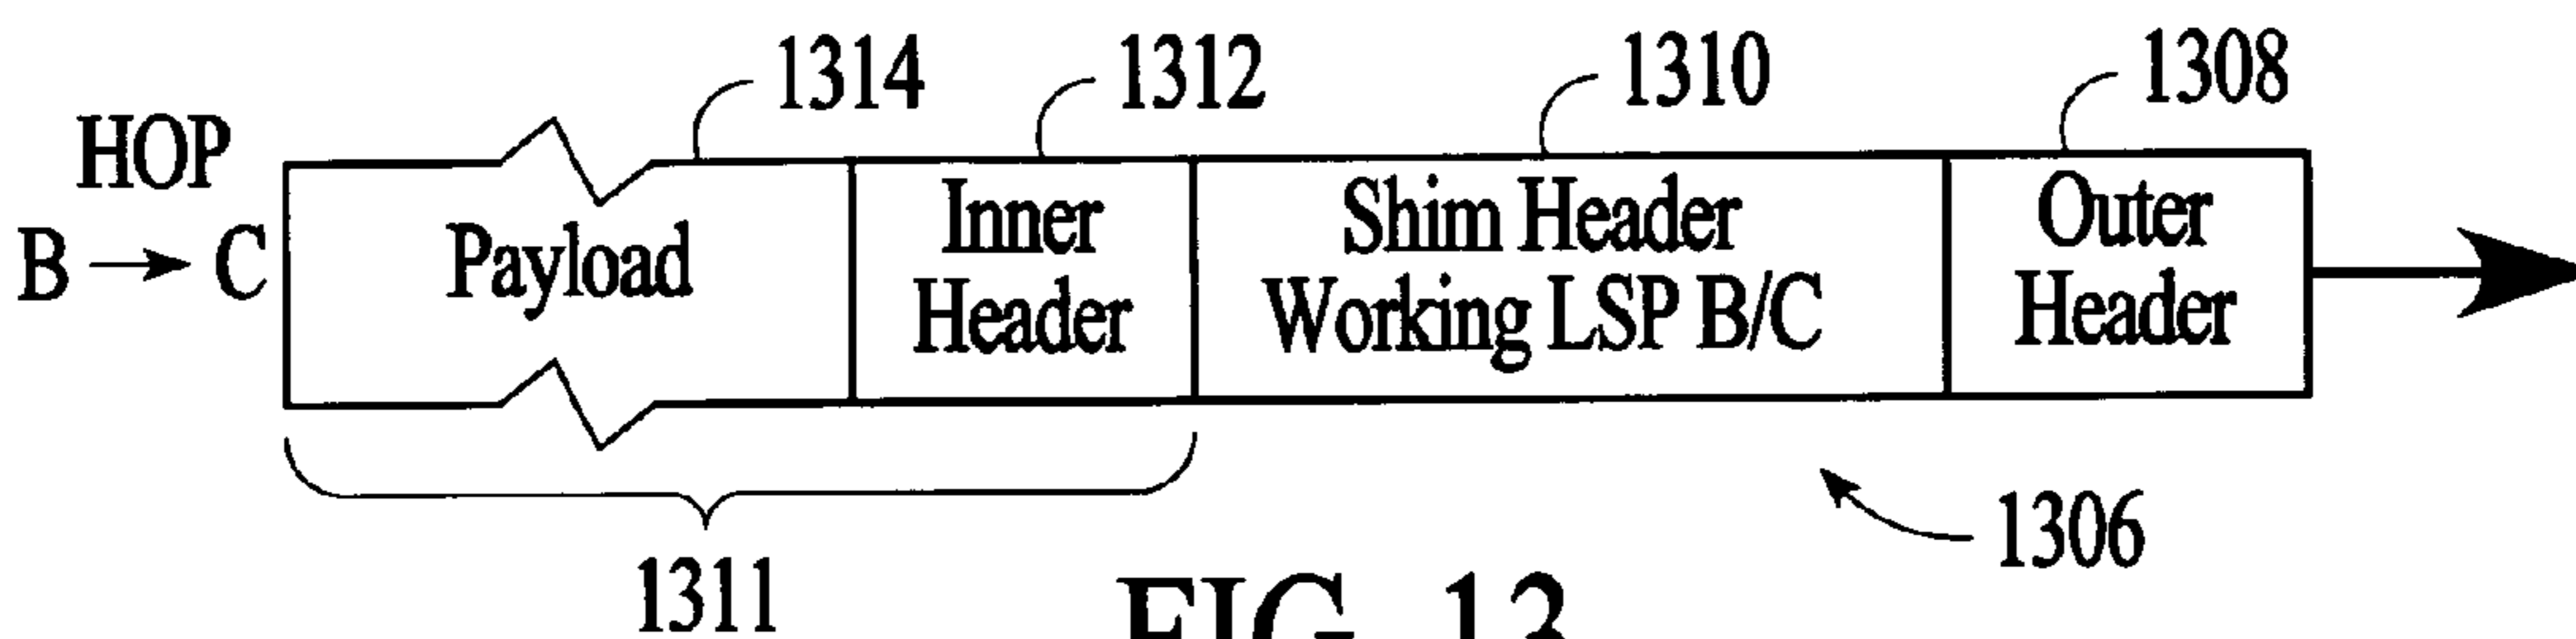 1314
1312
1310
1308
HOP
B → C
Payload
Inner
Header
Shim Header
Working LSP B/C
Outer
Header
1311
1306
FIG. 13